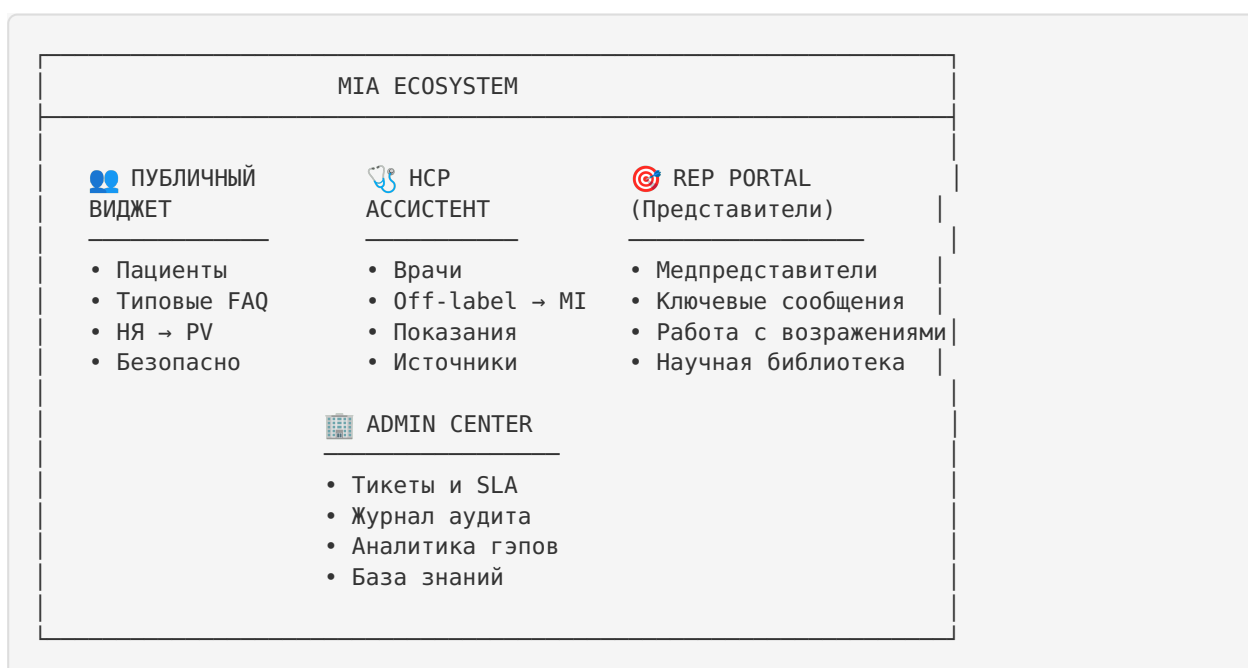 MIA ECOSYSTEM
👥 ПУБЛИЧНЫЙ ВИДЖЕТ
• Пациенты
• Типовые FAQ
• НЯ → PV
• Безопасно
🩺 HCP АССИСТЕНТ
• Врачи
• Off-label → MI
• Показания
• Источники
🎯 REP PORTAL
(Представители)
• Медпредставители
• Ключевые сообщения
• Работа с возражениями
• Научная библиотека
🏢 ADMIN CENTER
• Тикеты и SLA
• Журнал аудита
• Аналитика гэпов
• База знаний